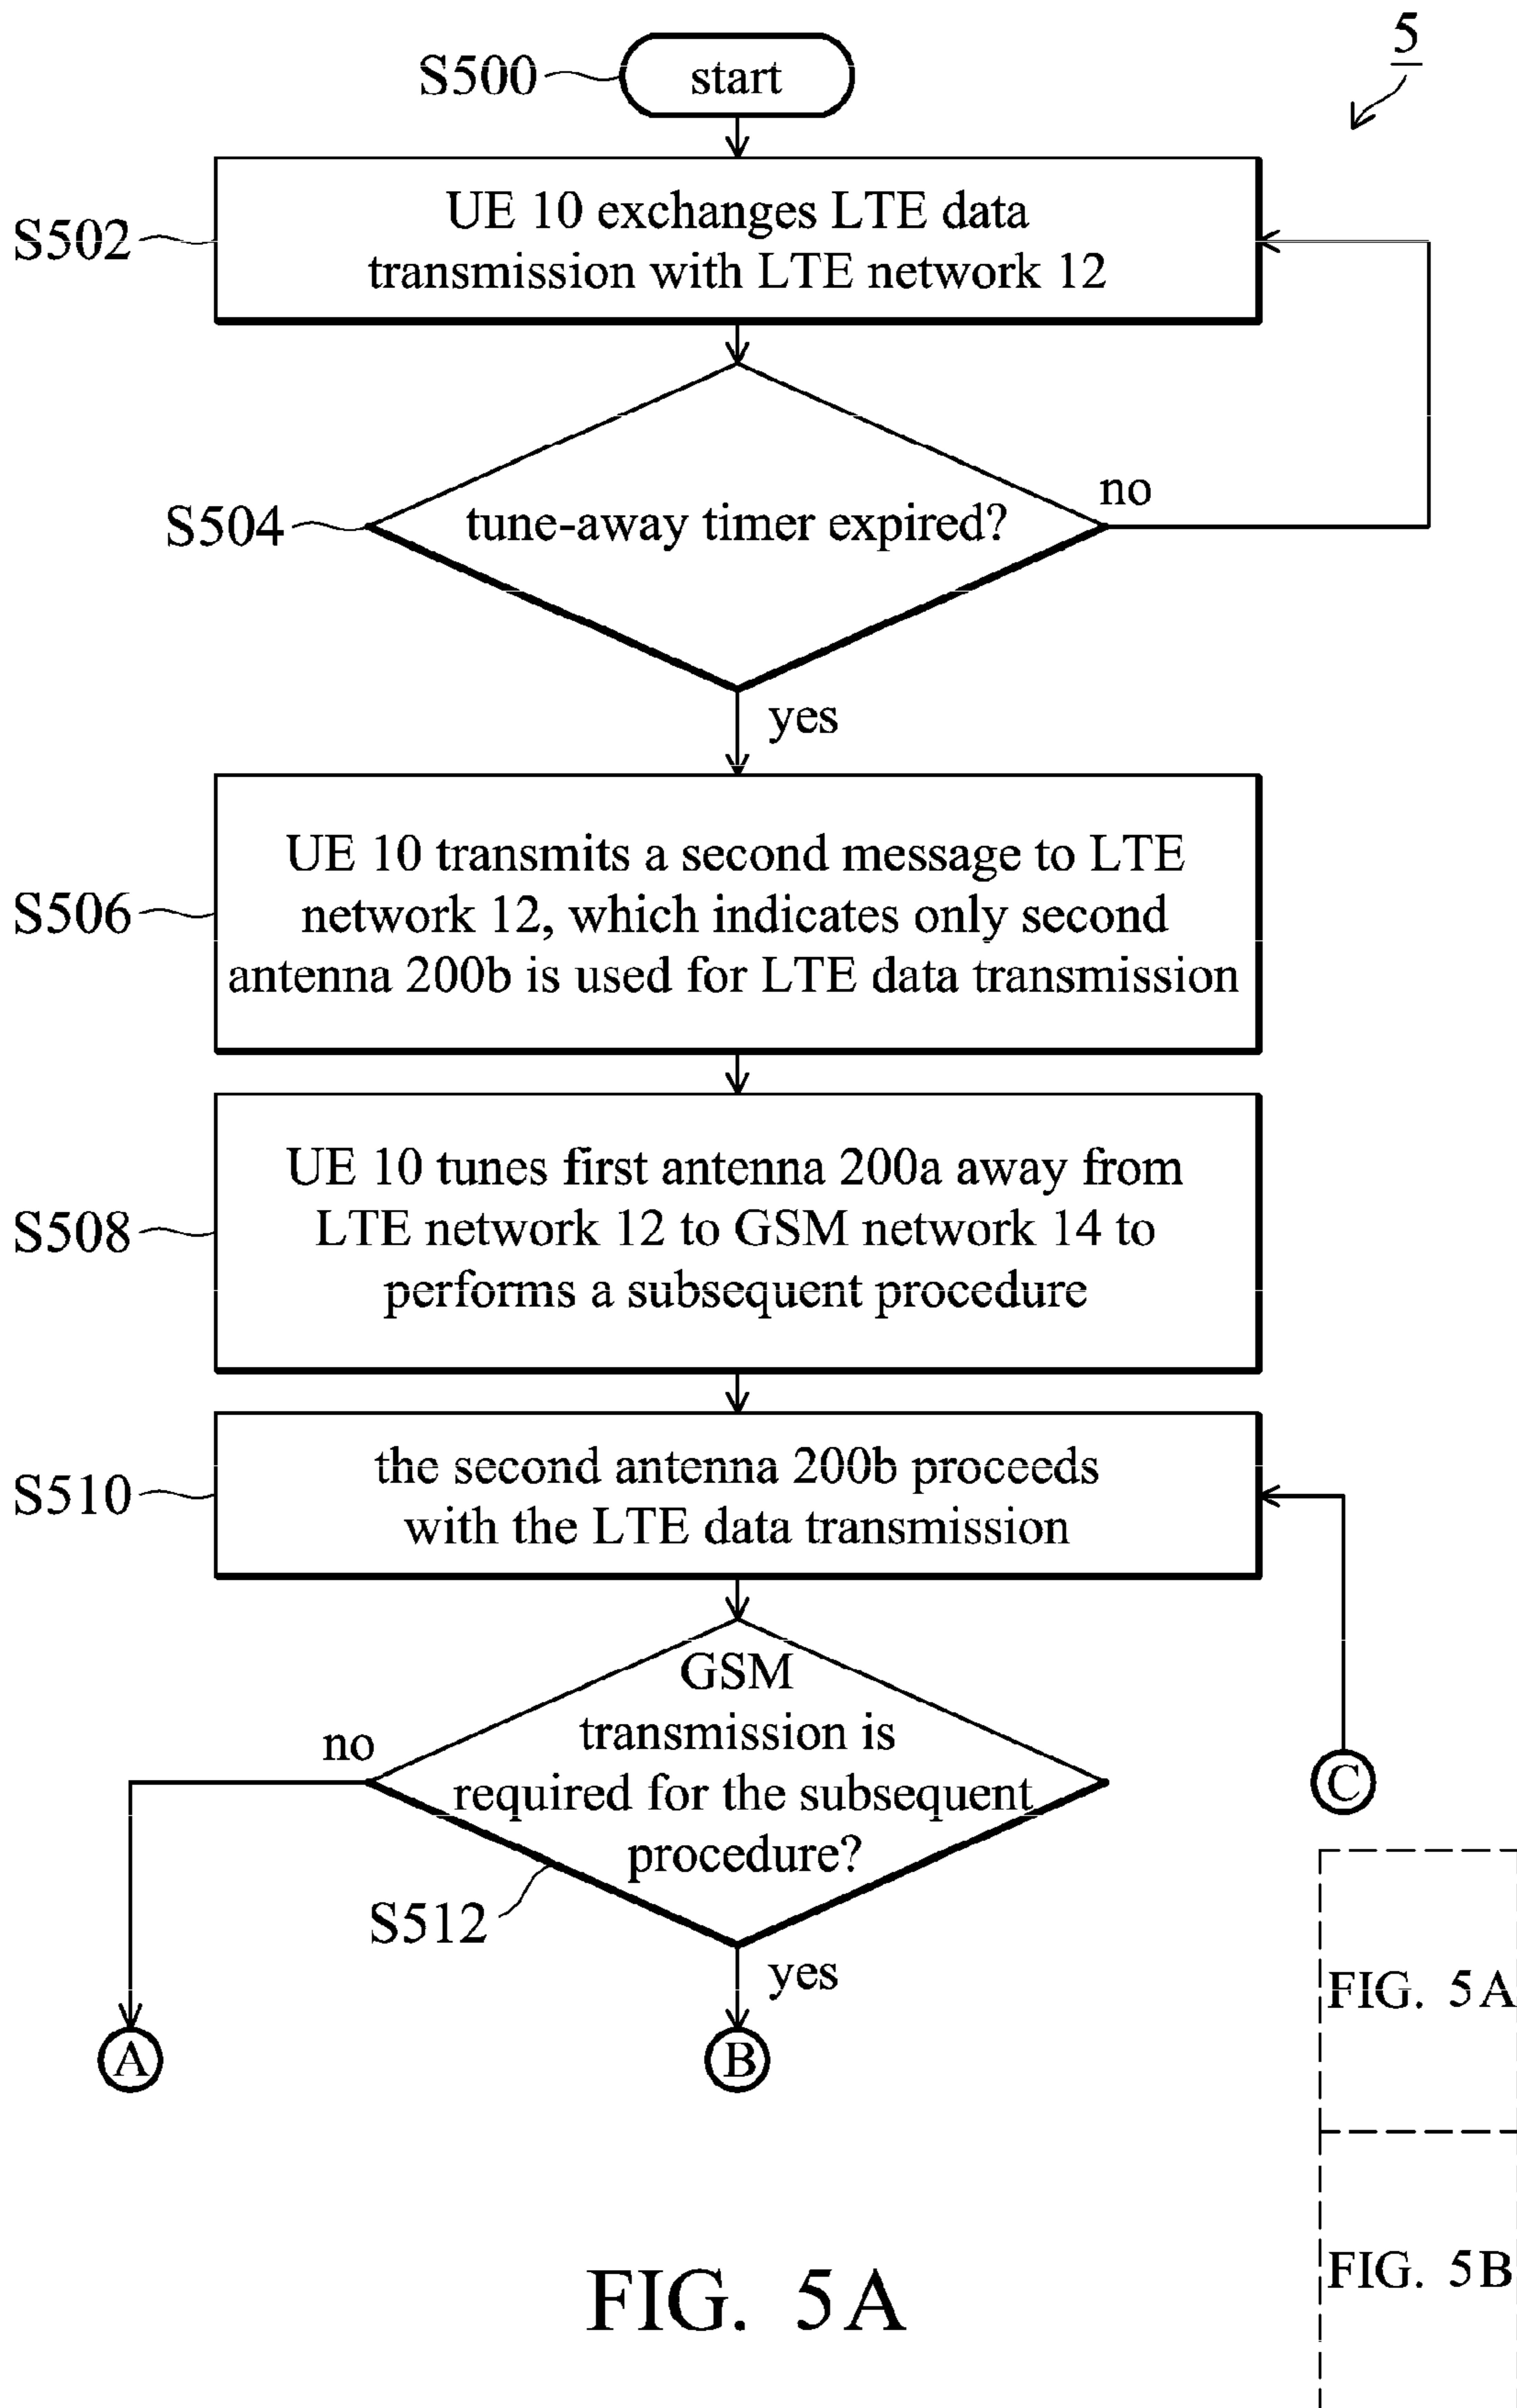 5
S500
start
S502
UE 10 exchanges LTE data
transmission with LTE network 12
S504
tune-away timer expired?
no
yes
S506
UE 10 transmits a second message to LTE
network 12, which indicates only second
antenna 200b is used for LTE data transmission
S508
UE 10 tunes first antenna 200a away from
LTE network 12 to GSM network 14 to
performs a subsequent procedure
S510
the second antenna 200b proceeds
with the LTE data transmission
GSM
transmission is
required for the subsequent
procedure?
no
S512
yes
C
A
B
FIG. 5A
FIG. 5B
FIG. 5A